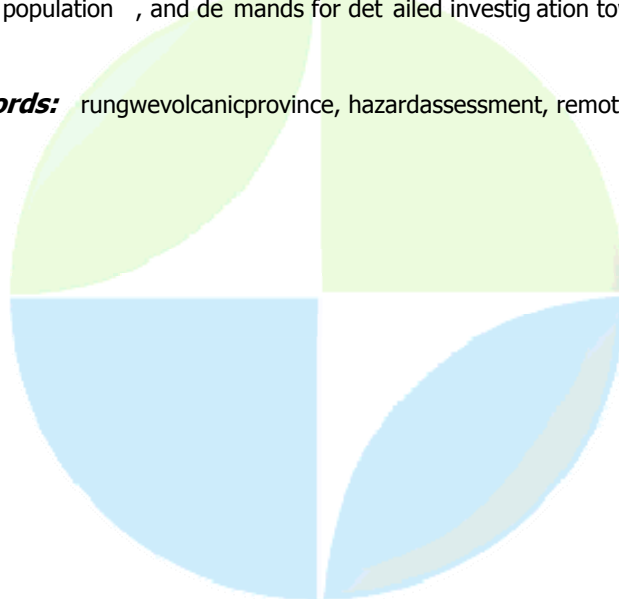 population , and de mands for det ailed investig ation to
ords: rungwevolcanicprovince, hazardassessment, remot